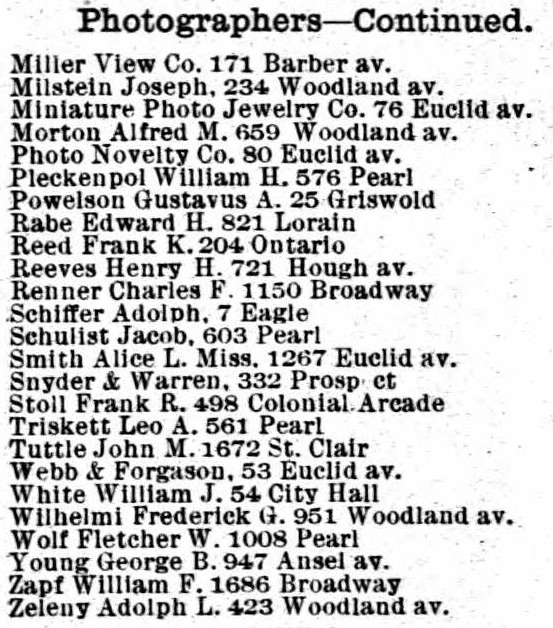 Photographers—Continued.
Miller View Co. 171 Barber av.
Milstein Joseph, 234 Woodland av.
Miniature Photo Jewelry Co. 76 Euclid av.
Morton Alfred M. 659 Woodland av.
Photo Novelty Co. 80 Euclid av.
Pleckenpol William H. 576 Pearl
Powelson Gustavus A. 25 Griswold
Rabe Edward H. 821 Lorain
Reed Frank K. 204 Ontario
Reeves Henry H. 721 Hough av.
Renner Charles F. 1150 Broadway
Schiffer Adolph, 7 Eagle
Schulist Jacob, 603 Pearl
Smith Alice L. Miss, 1267 Euclid av.
Snyder & Warren, 332 Prospect
Stoll Frank R. 498 Colonial Arcade
Triskett Leo A. 561 Pearl
Tuttle John M. 1672 St. Clair
Webb & Forgason, 53 Euclid av.
White William J. 54 City Hall
Wilhelmi Frederick G. 951 Woodland av.
Wolf Fletcher W. 1008 Pearl
Young George B. 947 Ansel av.
Zapf William F. 1686 Broadway
Zeleny Adolph L. 423 Woodland av.